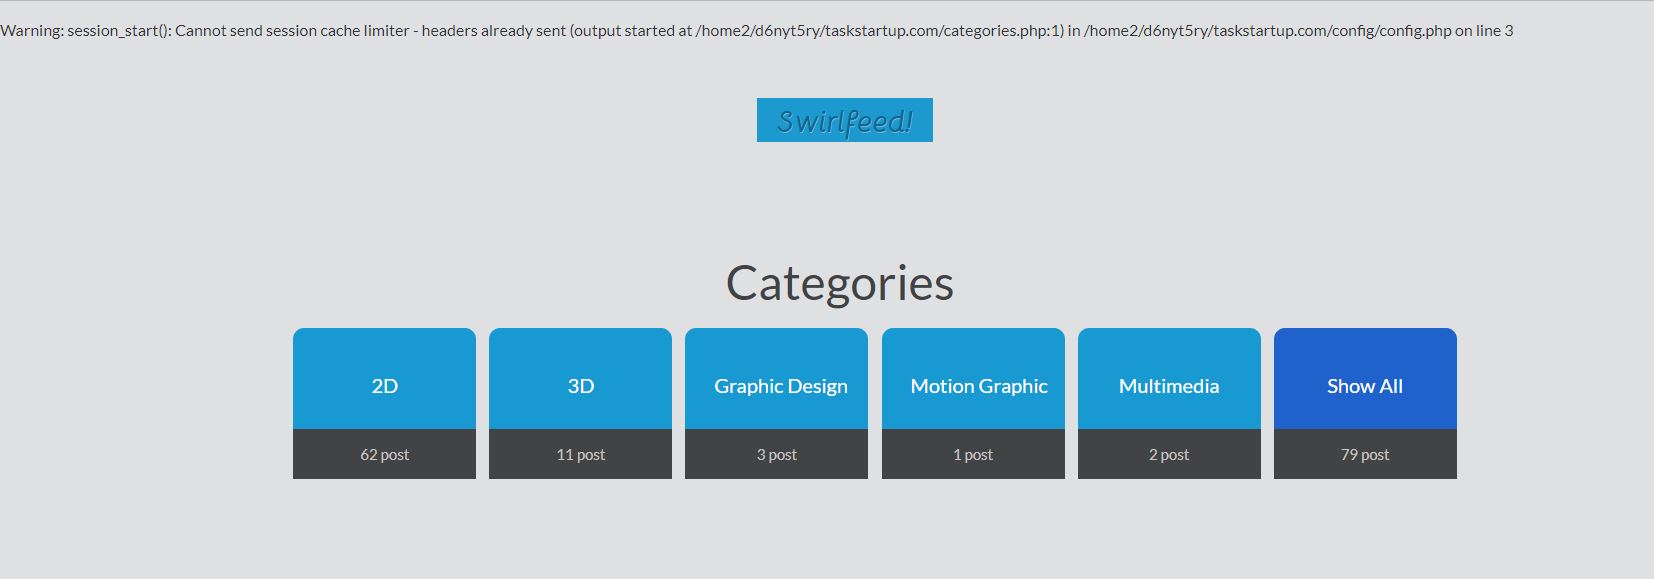 Warning: session_start(): Cannot send session cache limiter - headers already sent (output started at /home2/d6nyt5ry/taskstartup.com/categories.php:1) in /home2/d6nyt5ry/taskstartup.com/config/config.php on line 3
Swirlfeed!
Categories
2D 3D Graphic Design Motion Graphic Multimedia Show All
62 post 11 post 3 post 1 post 2 post 79 post